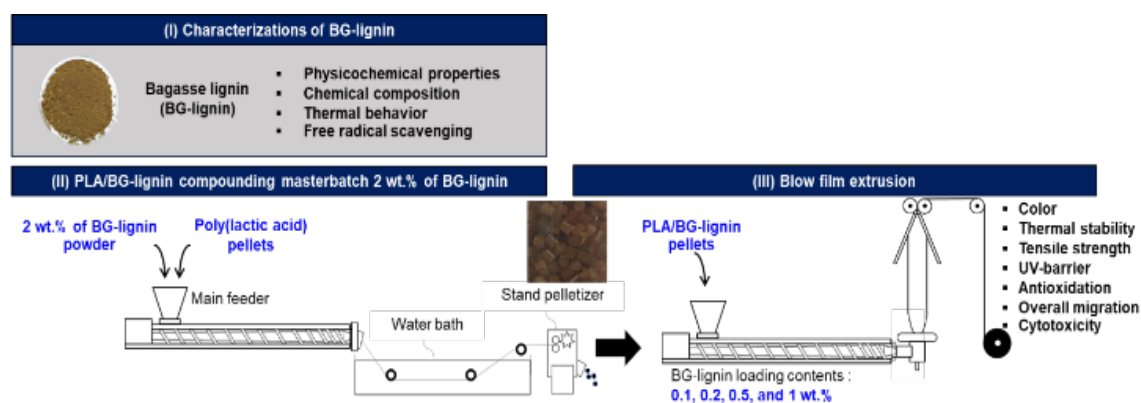 (I) Characterizations of BG-lignin
Bagasse lignin
(BG-lignin)
▪ Physicochemical properties
▪ Chemical composition
▪ Thermal behavior
▪ Free radical scavenging
(II) PLA/BG-lignin compounding masterbatch 2 wt.% of BG-lignin
2 wt.% of BG-lignin
powder
Poly(lactic acid)
pellets
Main feeder
Water bath
Stand pelletizer
(III) Blow film extrusion
PLA/BG-lignin
pellets
BG-lignin loading contents :
0.1, 0.2, 0.5, and 1 wt.%
▪ Color
▪ Thermal stability
▪ Tensile strength
▪ UV-barrier
▪ Antioxidation
▪ Overall migration
▪ Cytotoxicity